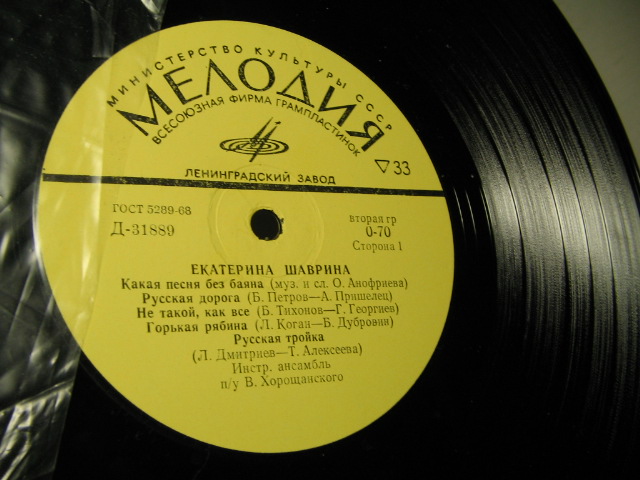 МИНИСТЕРСТВО КУЛЬТУРЫ СССР
МЕЛОДИЯ
ВСЕСОЮЗНАЯ ФИРМА ГРАМПЛАСТИНОК
ЛЕНИНГРАДСКИЙ ЗАВОД
▽33
ГОСТ 5289-68
Д-31889
вторая гр
0-70
Сторона 1
ЕКАТЕРИНА ШАВРИНА
Какая песня без баяна (муз. и сл. О. Анофриева)
Русская дорога (Б. Петров—А. Пришелец)
Не такой, как все (Б. Тихонов—Г. Георгиев)
Горькая рябина (Л. Коган—Б. Дубровин)
Русская тройка
(Л. Дмитриев—Т. Алексеева)
Инстр. ансамбль
п/у В. Хорощанского